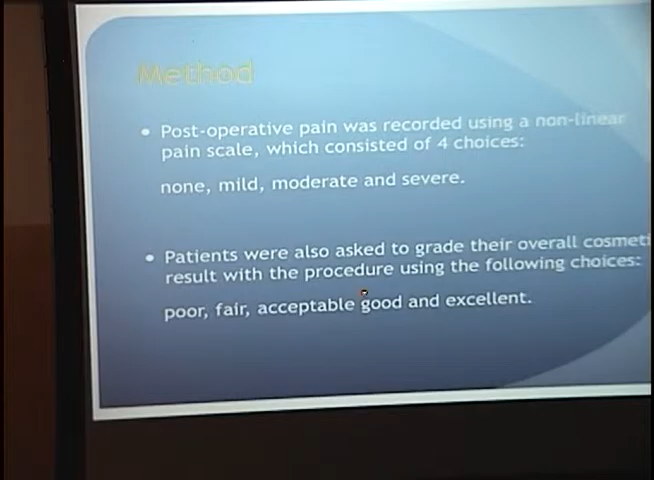 Method
• Post-operative pain was recorded using a non-linear
pain scale, which consisted of 4 choices:
none, mild, moderate and severe.
• Patients were also asked to grade their overall cosmeti
result with the procedure using the following choices:
poor, fair, acceptable good and excellent.